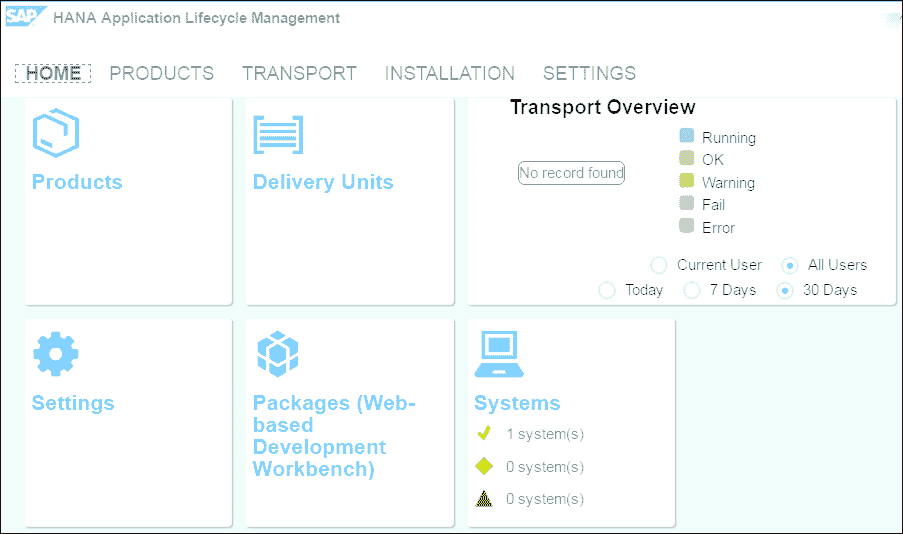 SAP HANA Application Lifecycle Management
HOME PRODUCTS TRANSPORT INSTALLATION SETTINGS
Products
Delivery Units
Transport Overview
No record found
Running
OK
Warning
Fail
Error
Current User All Users
Today 7 Days 30 Days
Settings
Packages (Web-
based
Development
Workbench)
Systems
1 system(s)
0 system(s)
0 system(s)